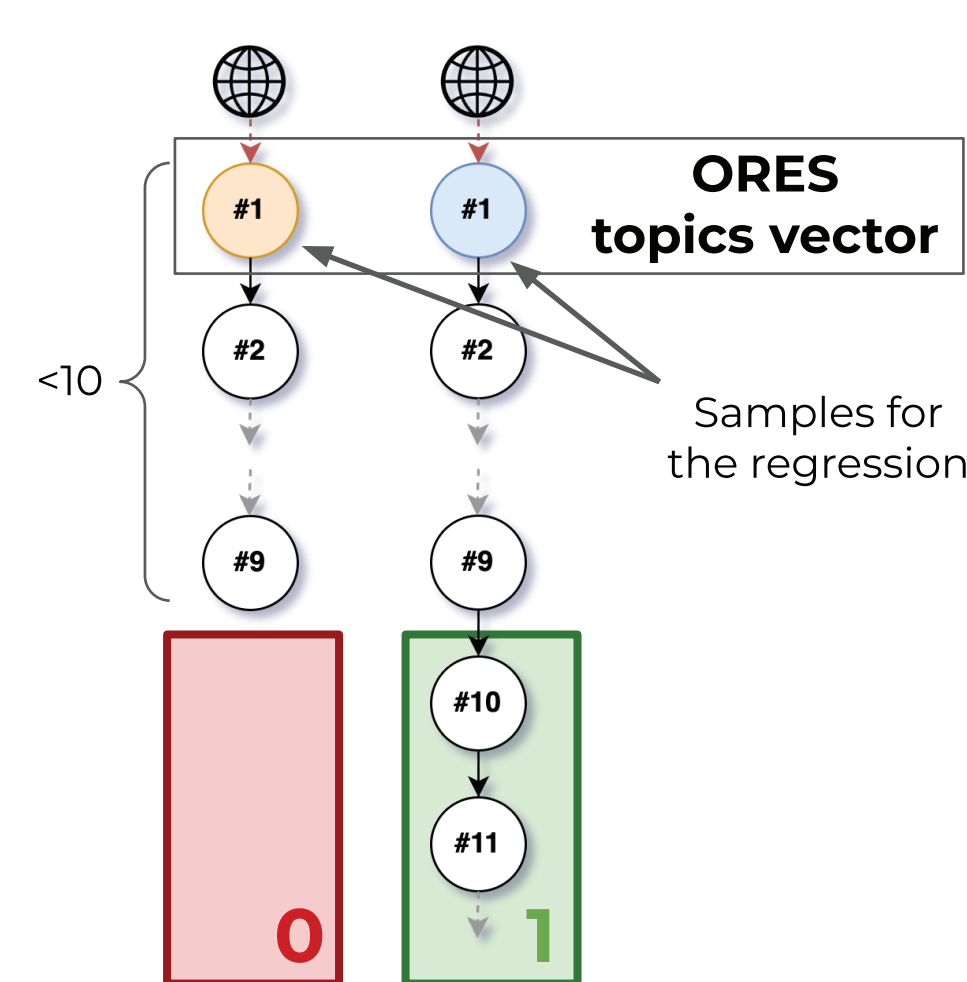 ORES
topics vector
#1
#1
#2
#2
<10
Samples for
the regression
#9
#9
#10
#11
0
1